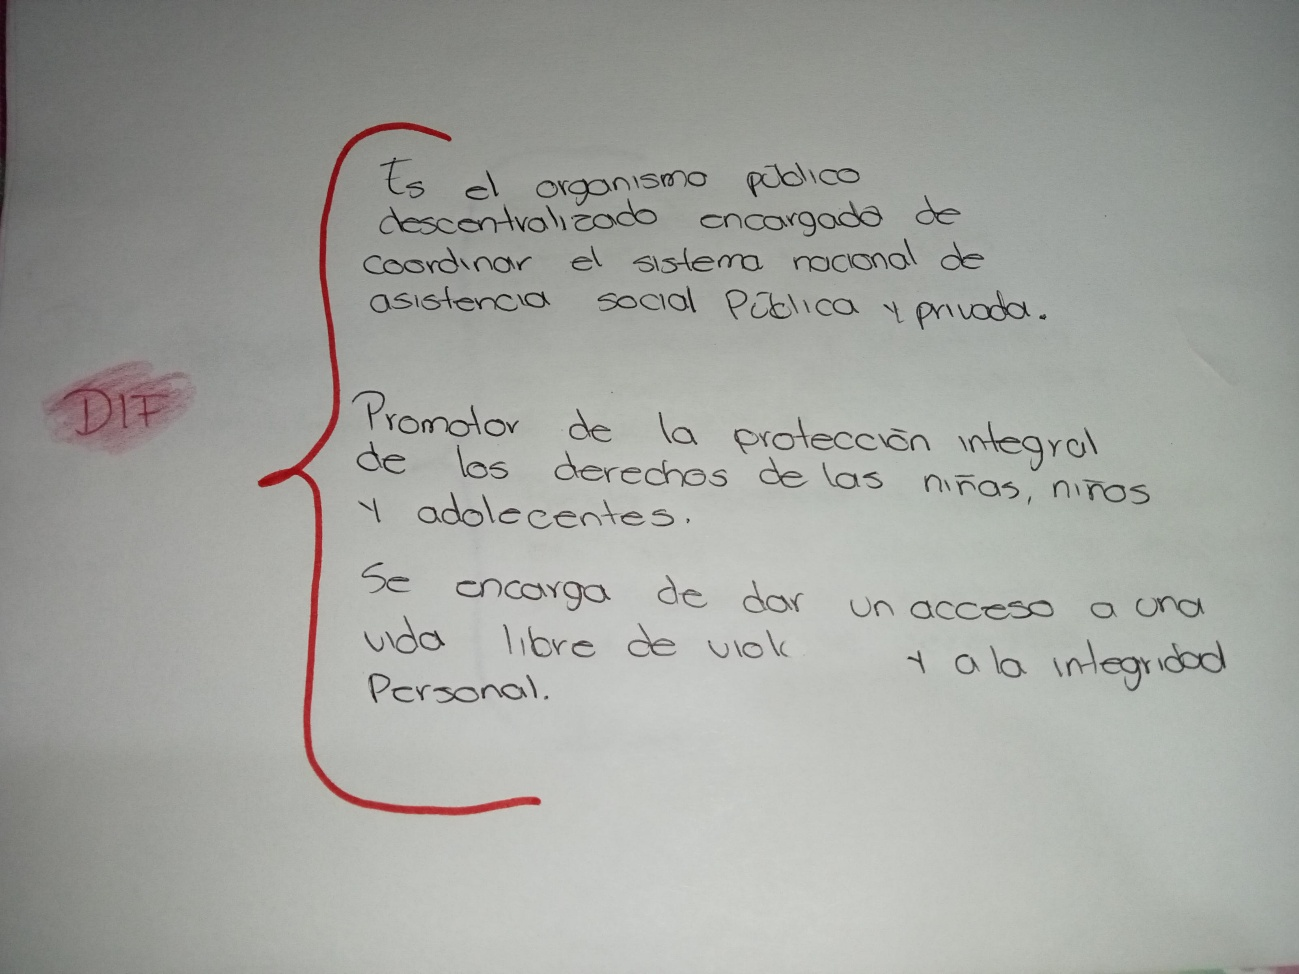 Es el organismo público
descentralizado encargado de
coordinar el sistema nacional de
asistencia social Pública y privada.
DIF
Promotor de la protección integral
de los derechos de las niñas, niños
y adolecentes.
Se encarga de dar un acceso a una
vida libre de y a la integridad
Personal.